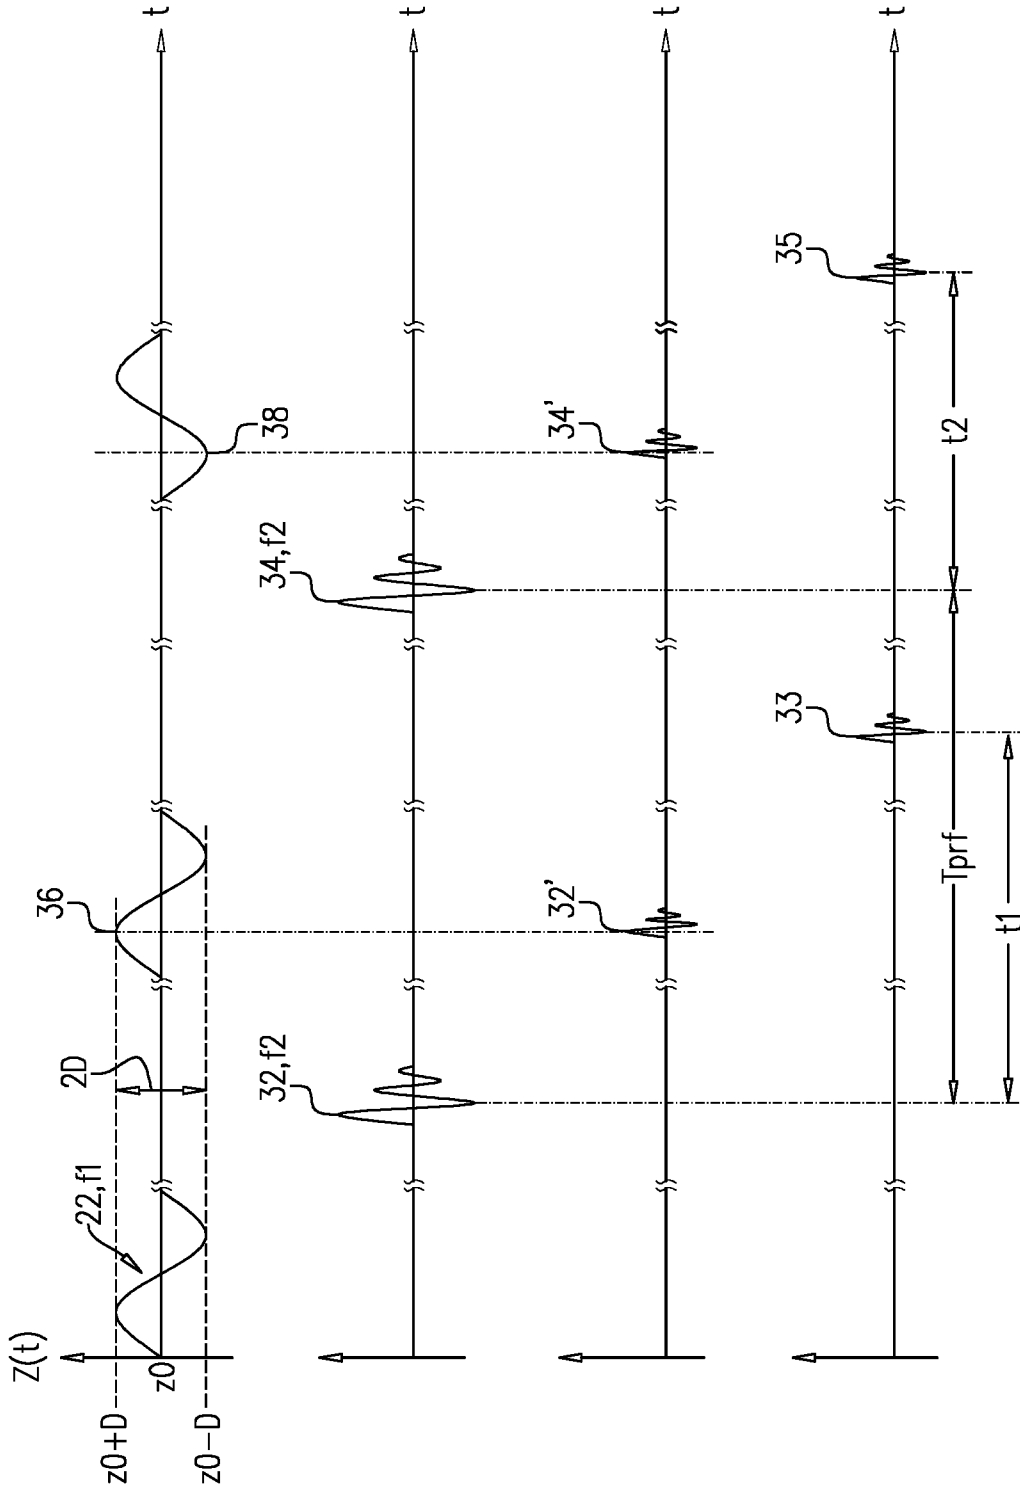 Z(t)
z0+D
z0
z0−D
22,f1
2D
36
38
t
32,f2
34,f2
t
32'
34'
t
33
35
t
t1
Tprf
t2